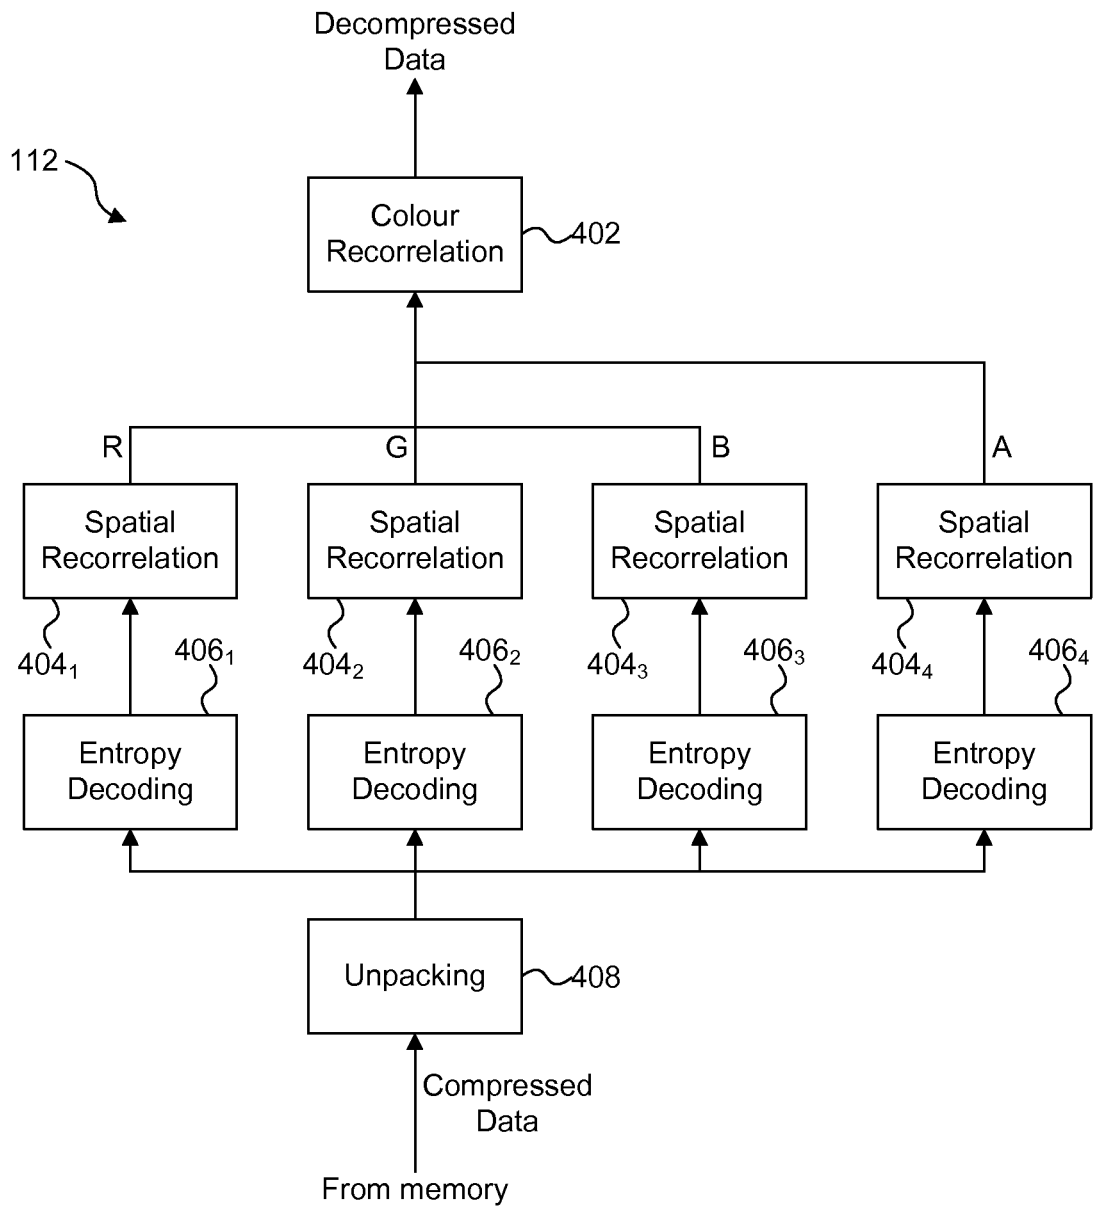 Decompressed
Data
112
Colour
Recorrelation
402
R
G
B
A
Spatial
Recorrelation
Spatial
Recorrelation
Spatial
Recorrelation
Spatial
Recorrelation
404₁
406₁
404₂
406₂
404₃
406₃
404₄
406₄
Entropy
Decoding
Entropy
Decoding
Entropy
Decoding
Entropy
Decoding
Unpacking
408
Compressed
Data
From memory